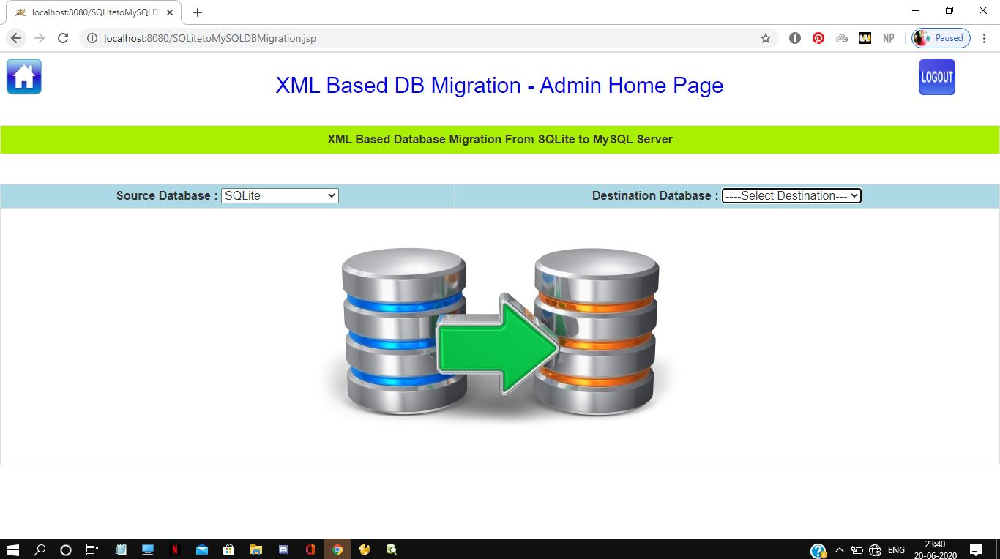 localhost:8080/SQLitetoMySQLD
localhost:8080/SQLitetoMySQLDBMigration.jsp
NP
Paused
XML Based DB Migration - Admin Home Page
LOGOUT
XML Based Database Migration From SQLite to MySQL Server
Source Database : SQLite
Destination Database : ----Select Destination---
ENG
23:40
20-06-2020